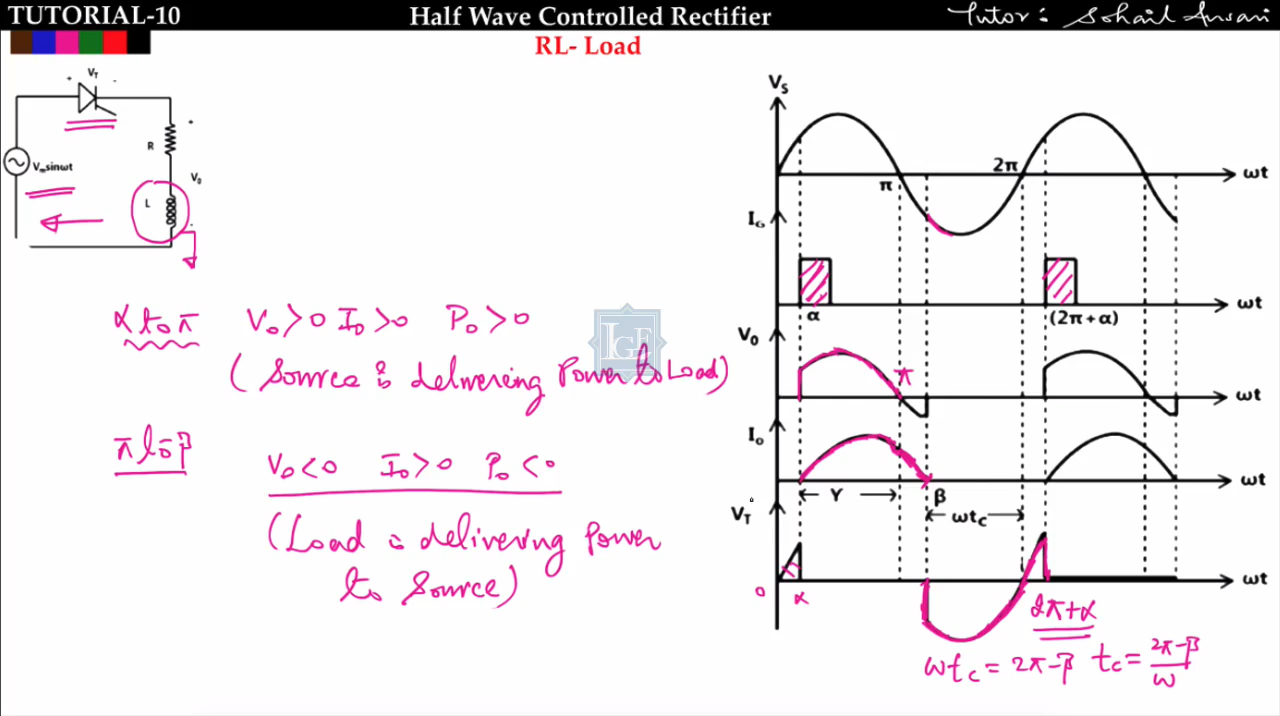 TUTORIAL-10
Half Wave Controlled Rectifier
Tutor : Sohail Ansari
RL- Load
V_T
+ -
R
+
V_m sinωt
V_0
L
-
α to π V_0 > 0 I_0 > 0 P_0 > 0
(Source is delivering Power to Load)
π to β
V_0 < 0 I_0 > 0 P_0 < 0
(Load is delivering Power
to Source)
IGF
V_S
π
2π
ωt
I_G
α
(2π + α)
ωt
V_0
π
ωt
I_0
ωt
γ
β
ωt_c
V_T
0
α
2π+α
ωt
ωt_c = 2π-β t_c = 2π-β/ω